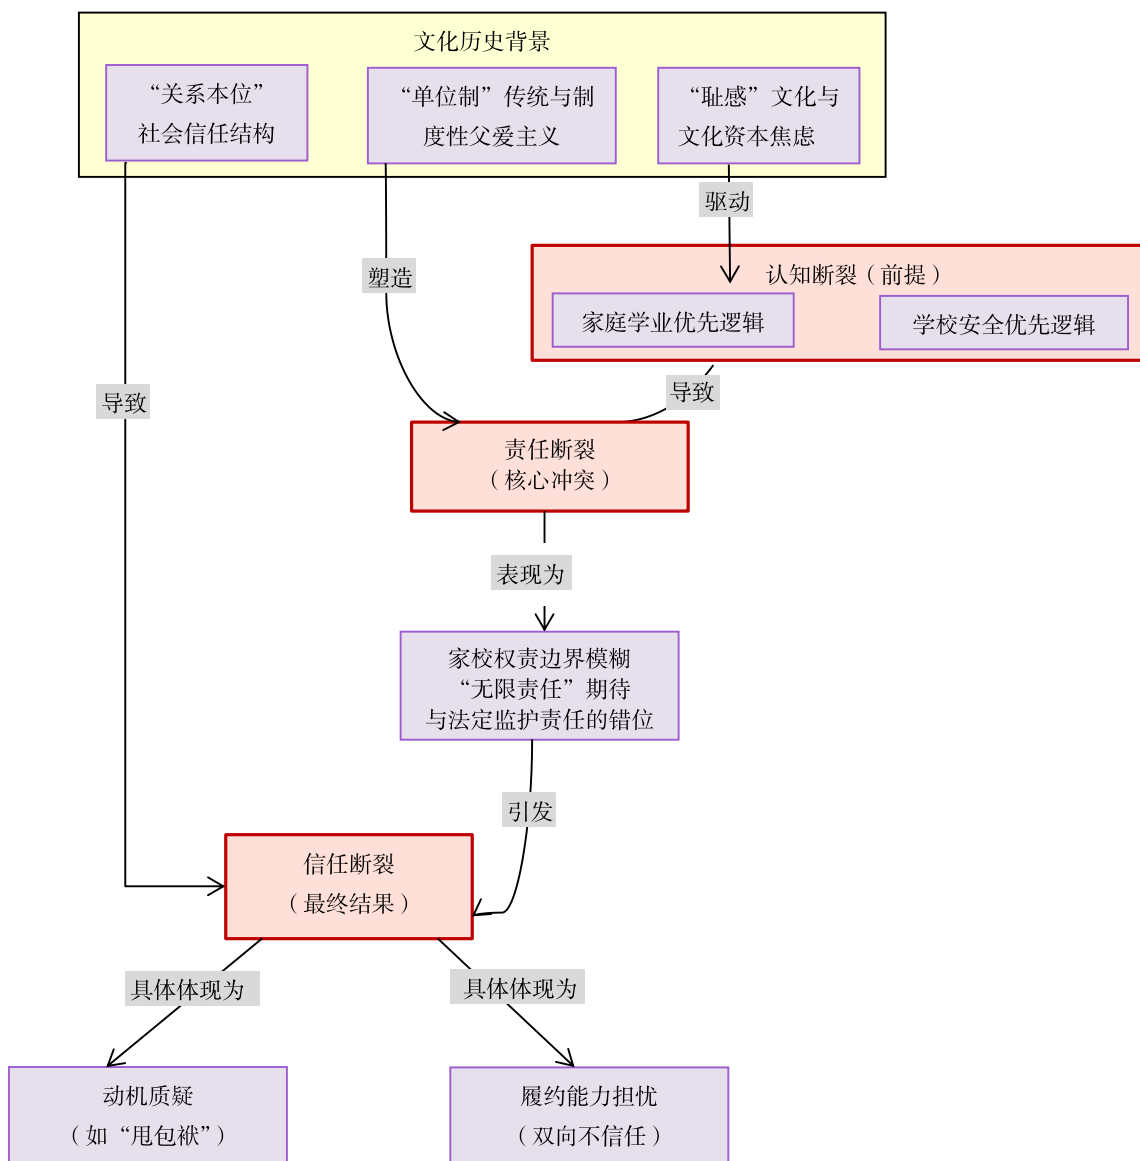 文化历史背景
“关系本位”
社会信任结构
“单位制”传统与制
度性父爱主义
“耻感”文化与
文化资本焦虑
驱动
塑造
认知断裂（前提）
家庭学业优先逻辑
学校安全优先逻辑
导致
导致
责任断裂
（核心冲突）
表现为
家校权责边界模糊
“无限责任”期待
与法定监护责任的错位
引发
信任断裂
（最终结果）
具体体现为
具体体现为
动机质疑
（如“甩包袱”）
履约能力担忧
（双向不信任）